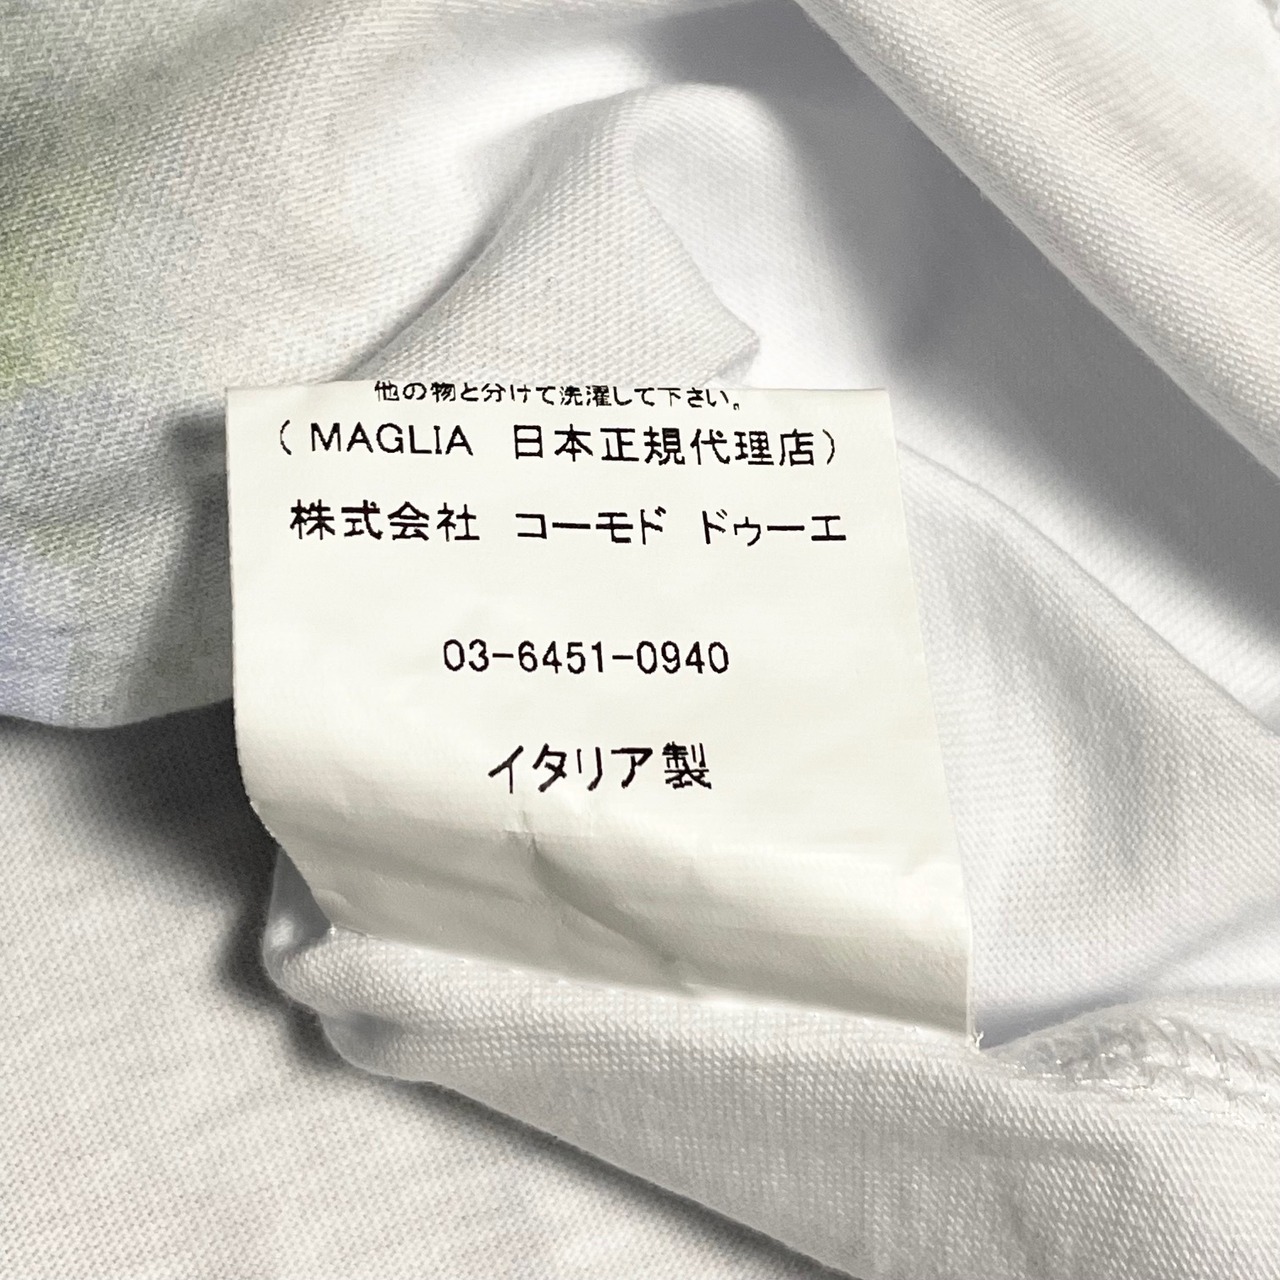 他の物と分けて洗濯して下さい。
(MAGLIA 日本正規代理店)
株式会社 コーモド ドゥーエ
03-6451-0940
イタリア製